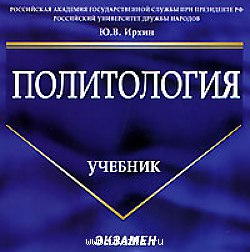 РОССИЙСКАЯ АКАДЕМИЯ ГОСУДАРСТВЕННОЙ СЛУЖБЫ ПРИ ПРЕЗИДЕНТЕ РФ
РОССИЙСКИЙ УНИВЕРСИТЕТ ДРУЖБЫ НАРОДОВ
Ю.В. Ирхин
ПОЛИТОЛОГИЯ
УЧЕБНИК
ЭКЗАМЕН